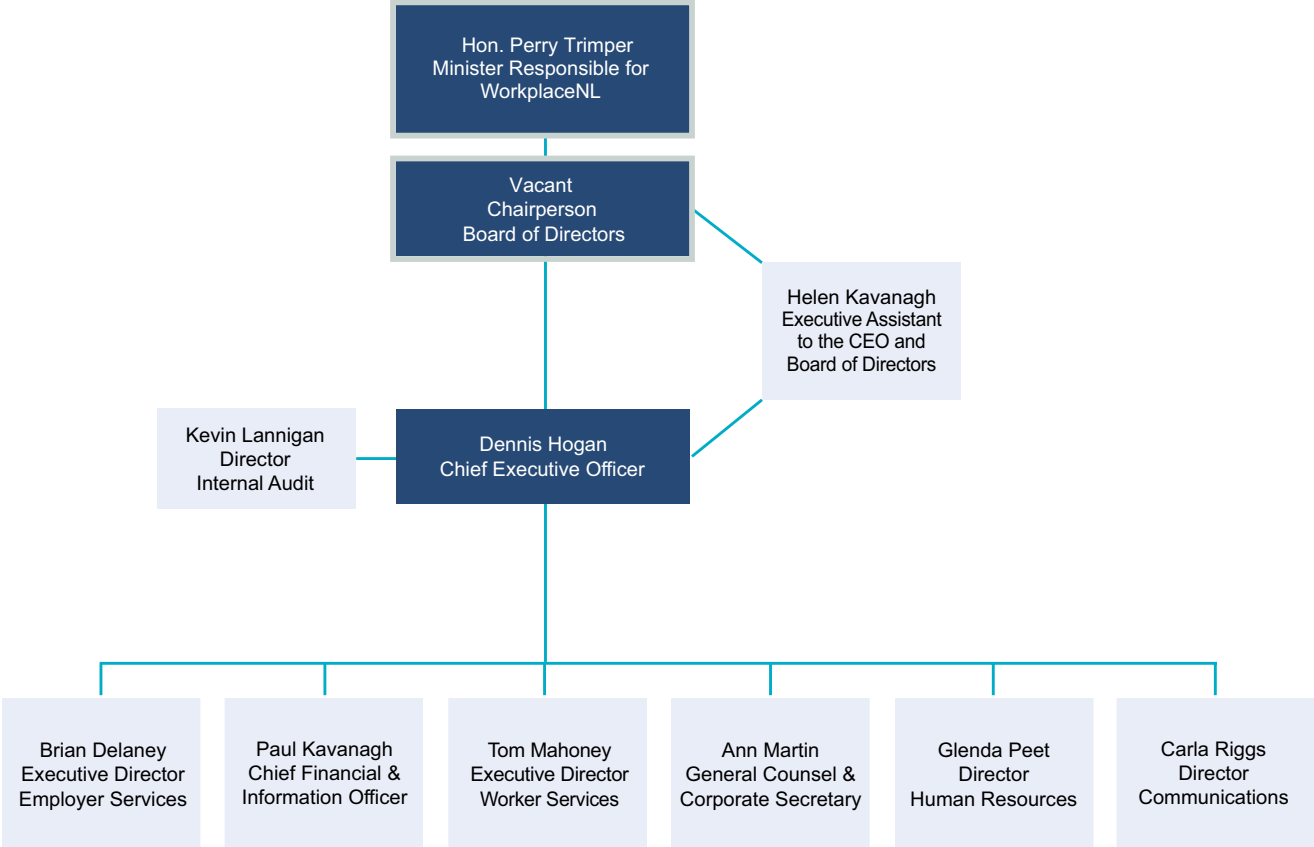 Hon. Perry Trimper
Minister Responsible for
WorkplaceNL
Vacant
Chairperson
Board of Directors
Helen Kavanagh
Executive Assistant
to the CEO and
Board of Directors
Kevin Lannigan
Director
Internal Audit
Dennis Hogan
Chief Executive Officer
Brian Delaney
Executive Director
Employer Services
Paul Kavanagh
Chief Financial &
Information Officer
Tom Mahoney
Executive Director
Worker Services
Ann Martin
General Counsel &
Corporate Secretary
Glenda Peet
Director
Human Resources
Carla Riggs
Director
Communications